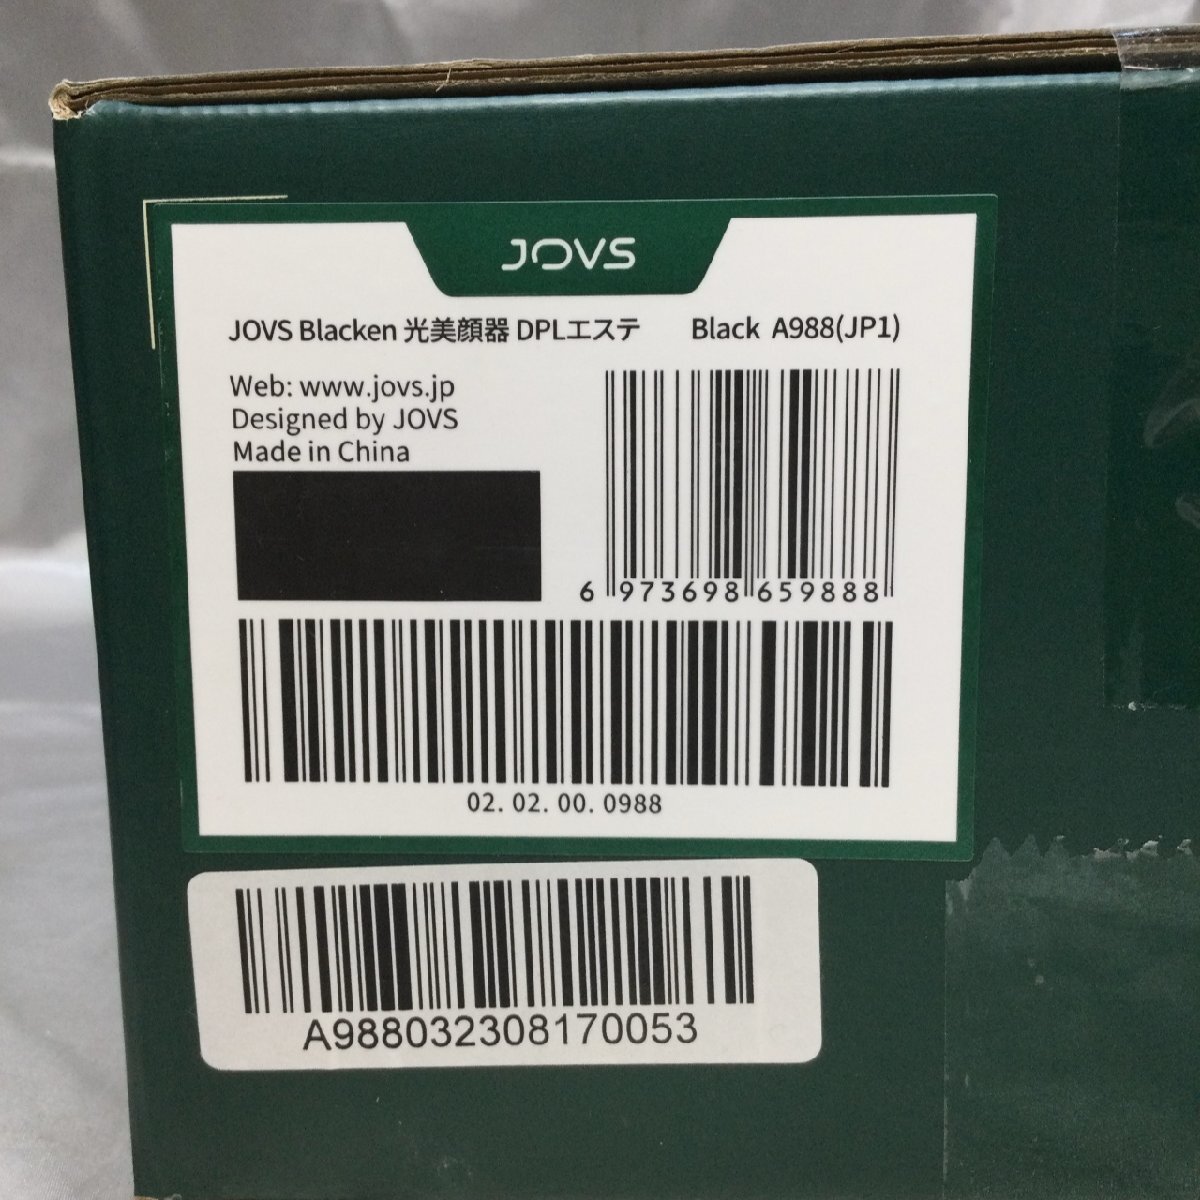 JOVS
JOVS Blacken 光美顔器 DPLエステ Black A988(JP1)
Web: www.jovs.jp
Designed by JOVS
Made in China
6 973698 659888
02. 02. 00. 0988
A988032308170053